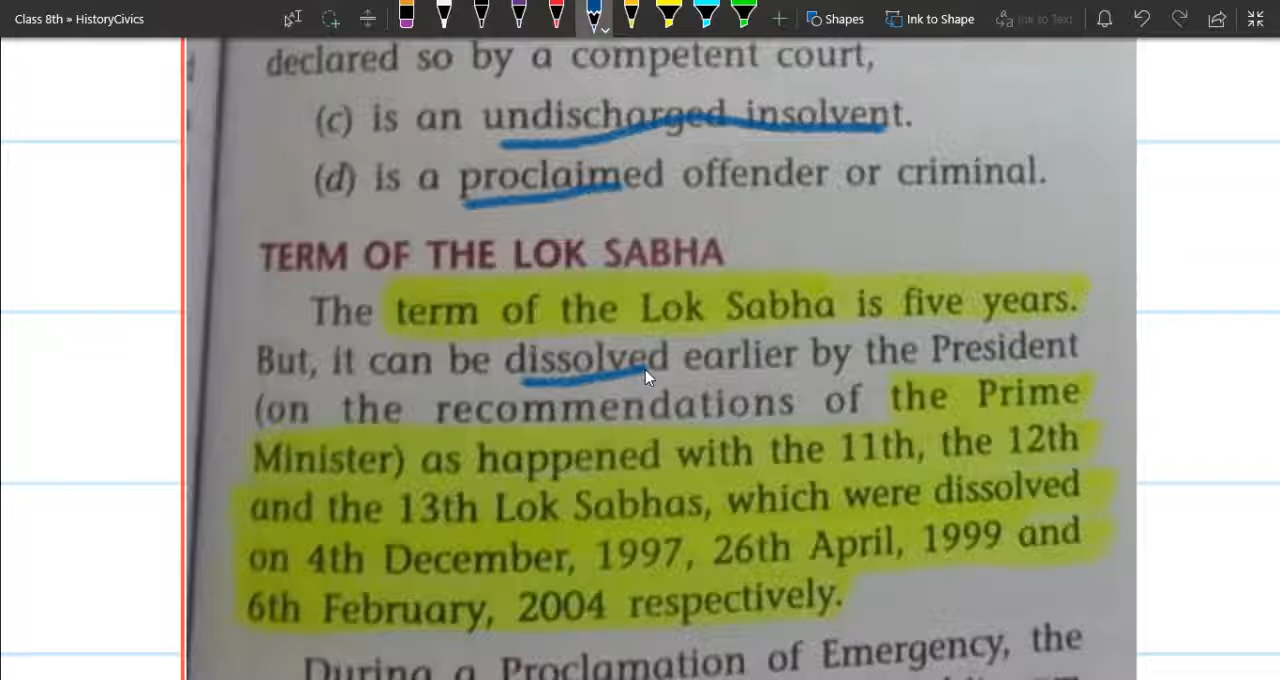 Class 8th » HistoryCivics
Shapes
Ink to Shape
Ink to Text
declared so by a competent court,
(c) is an undischarged insolvent.
(d) is a proclaimed offender or criminal.
TERM OF THE LOK SABHA
The term of the Lok Sabha is five years.
But, it can be dissolved earlier by the President
(on the recommendations of the Prime
Minister) as happened with the 11th, the 12th
and the 13th Lok Sabhas, which were dissolved
on 4th December, 1997, 26th April, 1999 and
6th February, 2004 respectively.
During a Proclamation of Emergency, the